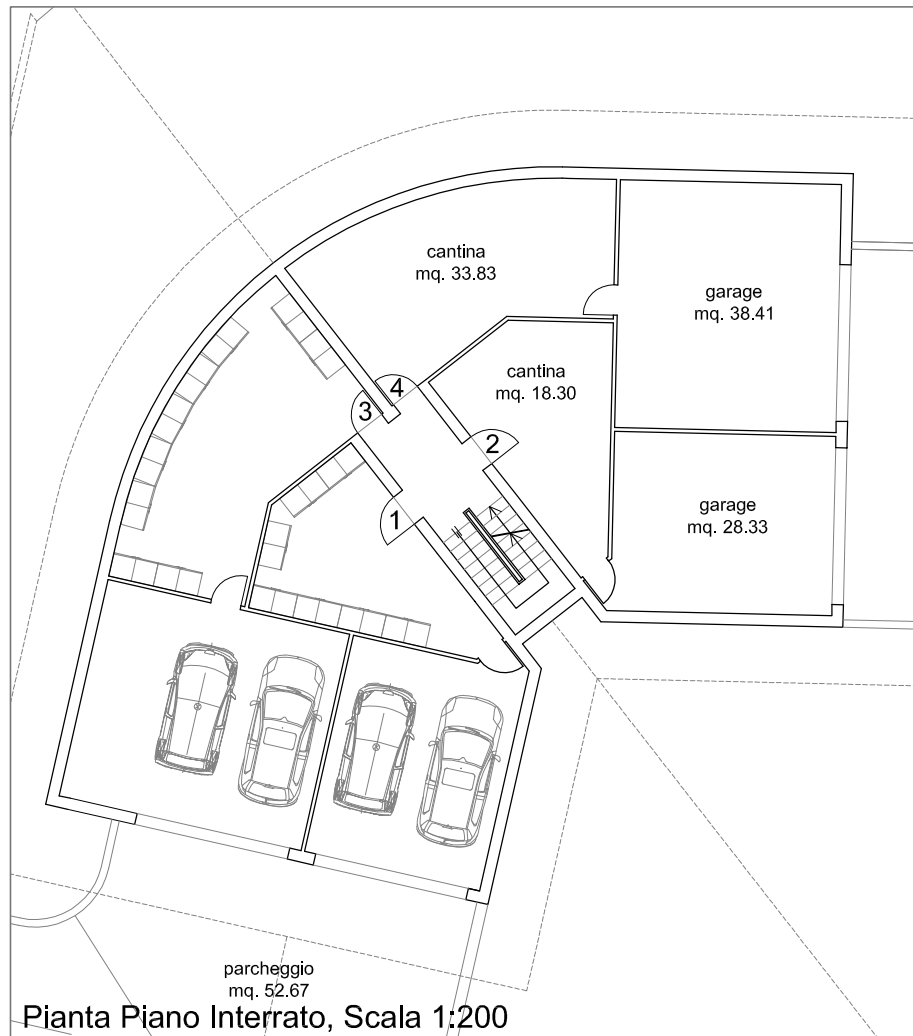 cantina
mq. 33.83
garage
mq. 38.41
cantina
mq. 18.30
4
3
2
garage
mq. 28.33
1
parcheggio
mq. 52.67
Pianta Piano Interrato, Scala 1:200